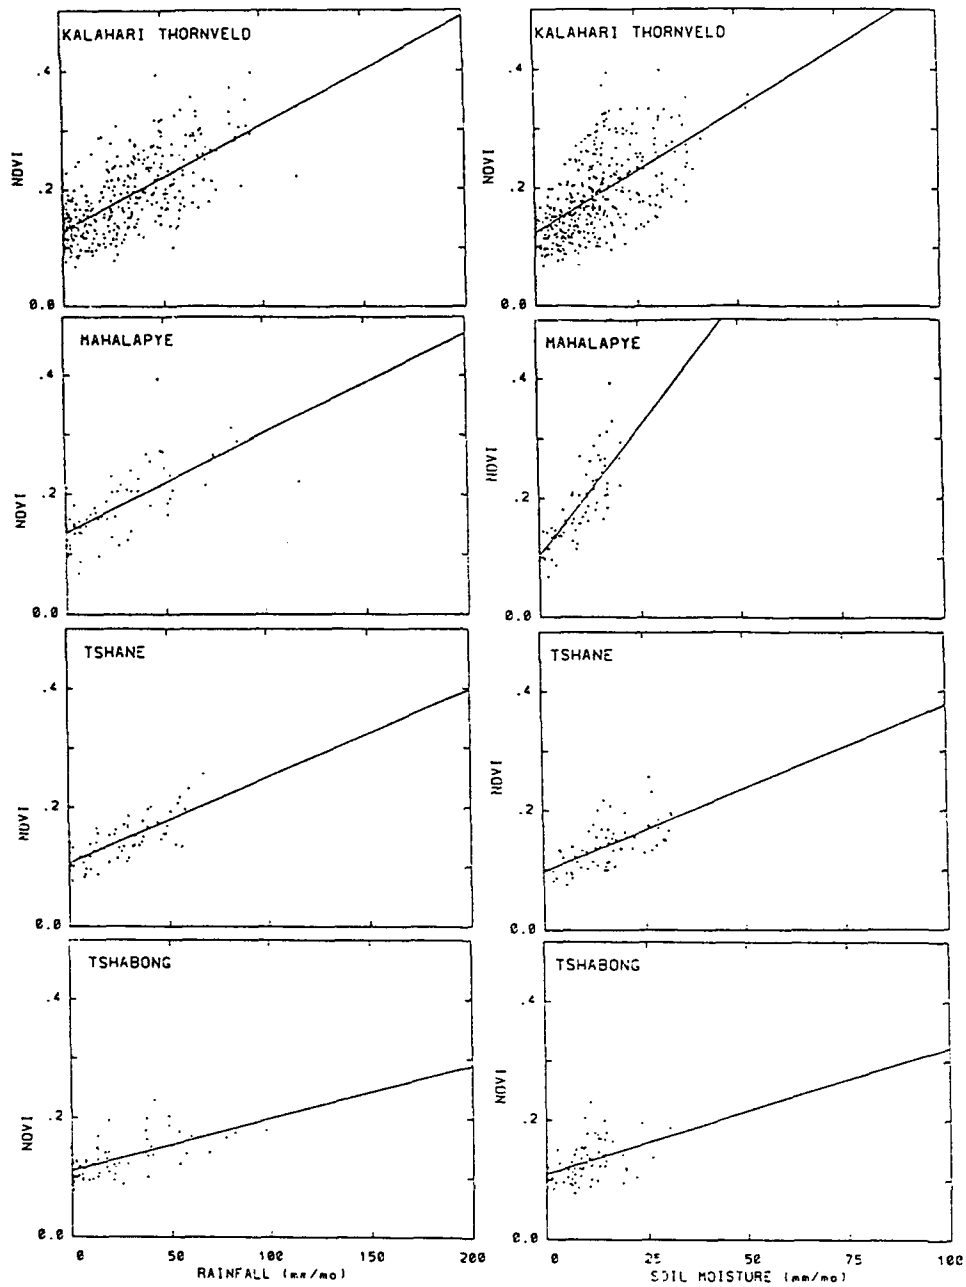 KALAHARI THORNVELD
.4
.2
0.0
NDVI
KALAHARI THORNVELD
.4
.2
0.0
NDVI
MAHALAPYE
.4
.2
0.0
NDVI
MAHALAPYE
.4
.2
0.0
NDVI
TSHANE
.4
.2
0.0
NDVI
TSHANE
.4
.2
0.0
NDVI
TSHABONG
.4
.2
0.0
NDVI
0 50 100 150 200
RAINFALL (mm/mo)
TSHABONG
.4
.2
0.0
NDVI
0 25 50 75 100
SOIL MOISTURE (mm/mo)